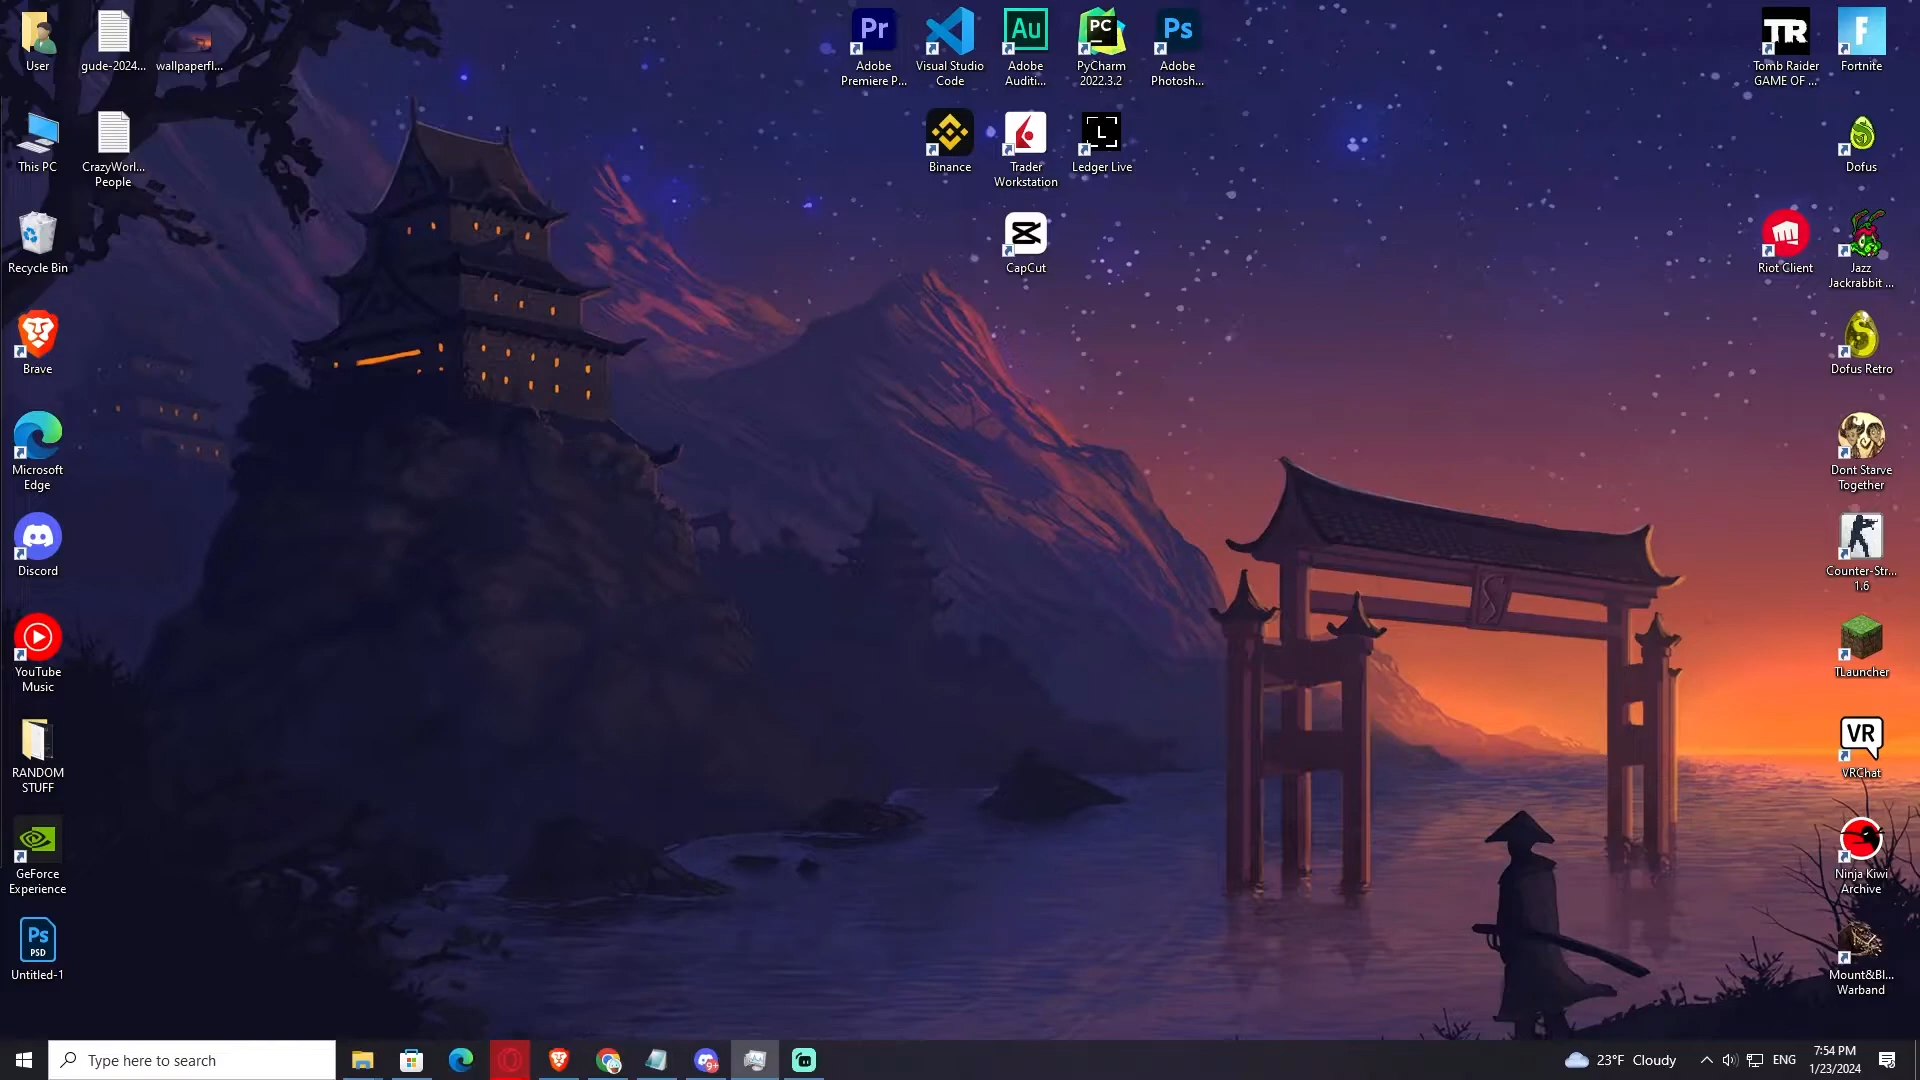 User
gude-2024...
wallpaperfl...
This PC
CrazyWorl...
People
Recycle Bin
Brave
Microsoft
Edge
Discord
YouTube
Music
RANDOM
STUFF
GeForce
Experience
Ps
PSD
Untitled-1
Pr
Adobe
Premiere P...
Visual Studio
Code
Au
Adobe
Auditi...
PC
PyCharm
2022.3.2
Ps
Adobe
Photosh...
Binance
Trader
Workstation
L
Ledger Live
CapCut
TR
Tomb Raider
GAME OF ...
F
Fortnite
Dofus
Riot Client
Jazz
Jackrabbit ...
Dofus Retro
Dont Starve
Together
Counter-Str...
1.6
TLauncher
VR
VRChat
Ninja Kiwi
Archive
Mount&Bl...
Warband
Type here to search
9+
23°F Cloudy
ENG
7:54 PM
1/23/2024